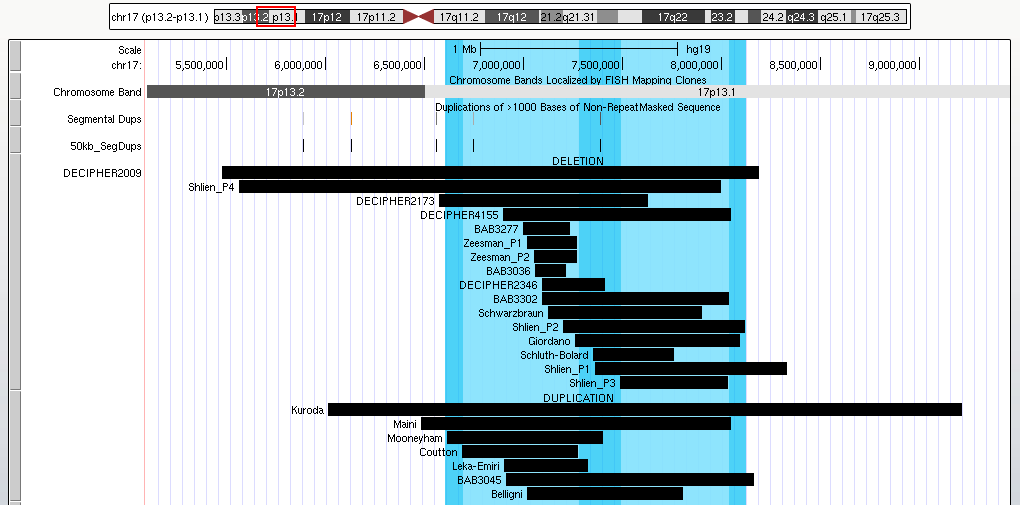 chr17 (p13.2-p13.1) p13.3 p13.2 p13.1 17p12 17p11.2 17q11.2 17q12 21.2 q21.31 17q22 23.2 24.2 q24.3 q25.1 17q25.3
Scale 1 Mb hg19
chr17: 5,500,000 6,000,000 6,500,000 7,000,000 7,500,000 8,000,000 8,500,000 9,000,000
Chromosome Bands Localized by FISH Mapping Clones
Chromosome Band 17p13.2 17p13.1
Duplications of >1000 Bases of Non-RepeatMasked Sequence
Segmental Dups
50kb_SegDups
DELETION
DECIPHER2009
Shlien_P4
DECIPHER2173
DECIPHER4155
BAB3277
Zeesman_P1
Zeesman_P2
BAB3036
DECIPHER2346
BAB3302
Schwarzbraun
Shlien_P2
Giordano
Schluth-Bolard
Shlien_P1
Shlien_P3
DUPLICATION
Kuroda
Maini
Mooneyham
Coutton
Leka-Emiri
BAB3045
Belligni